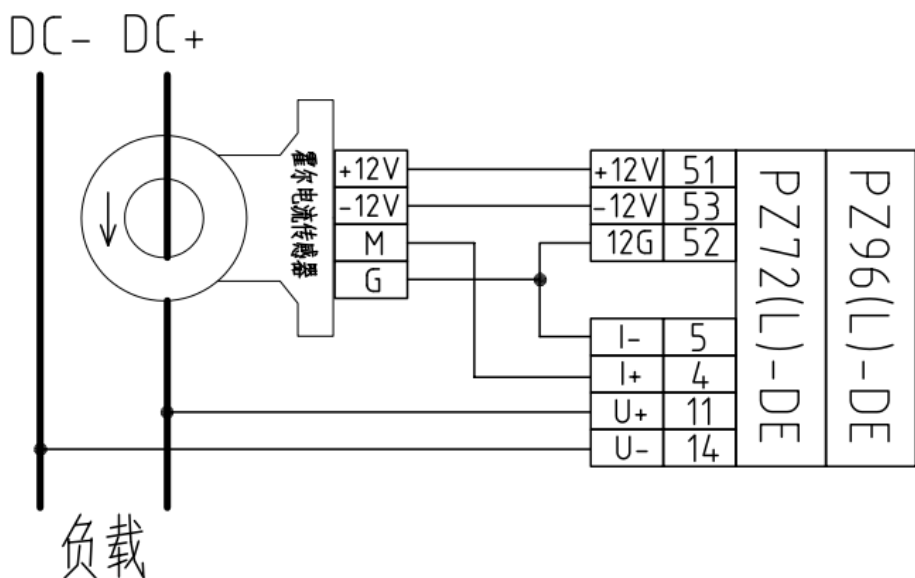 DC- DC+
霍尔电流传感器
+12V
-12V
M
G
+12V 51
-12V 53
12G 52
I- 5
I+ 4
U+ 11
U- 14
PZ72(L)-DE
PZ96(L)-DE
负载